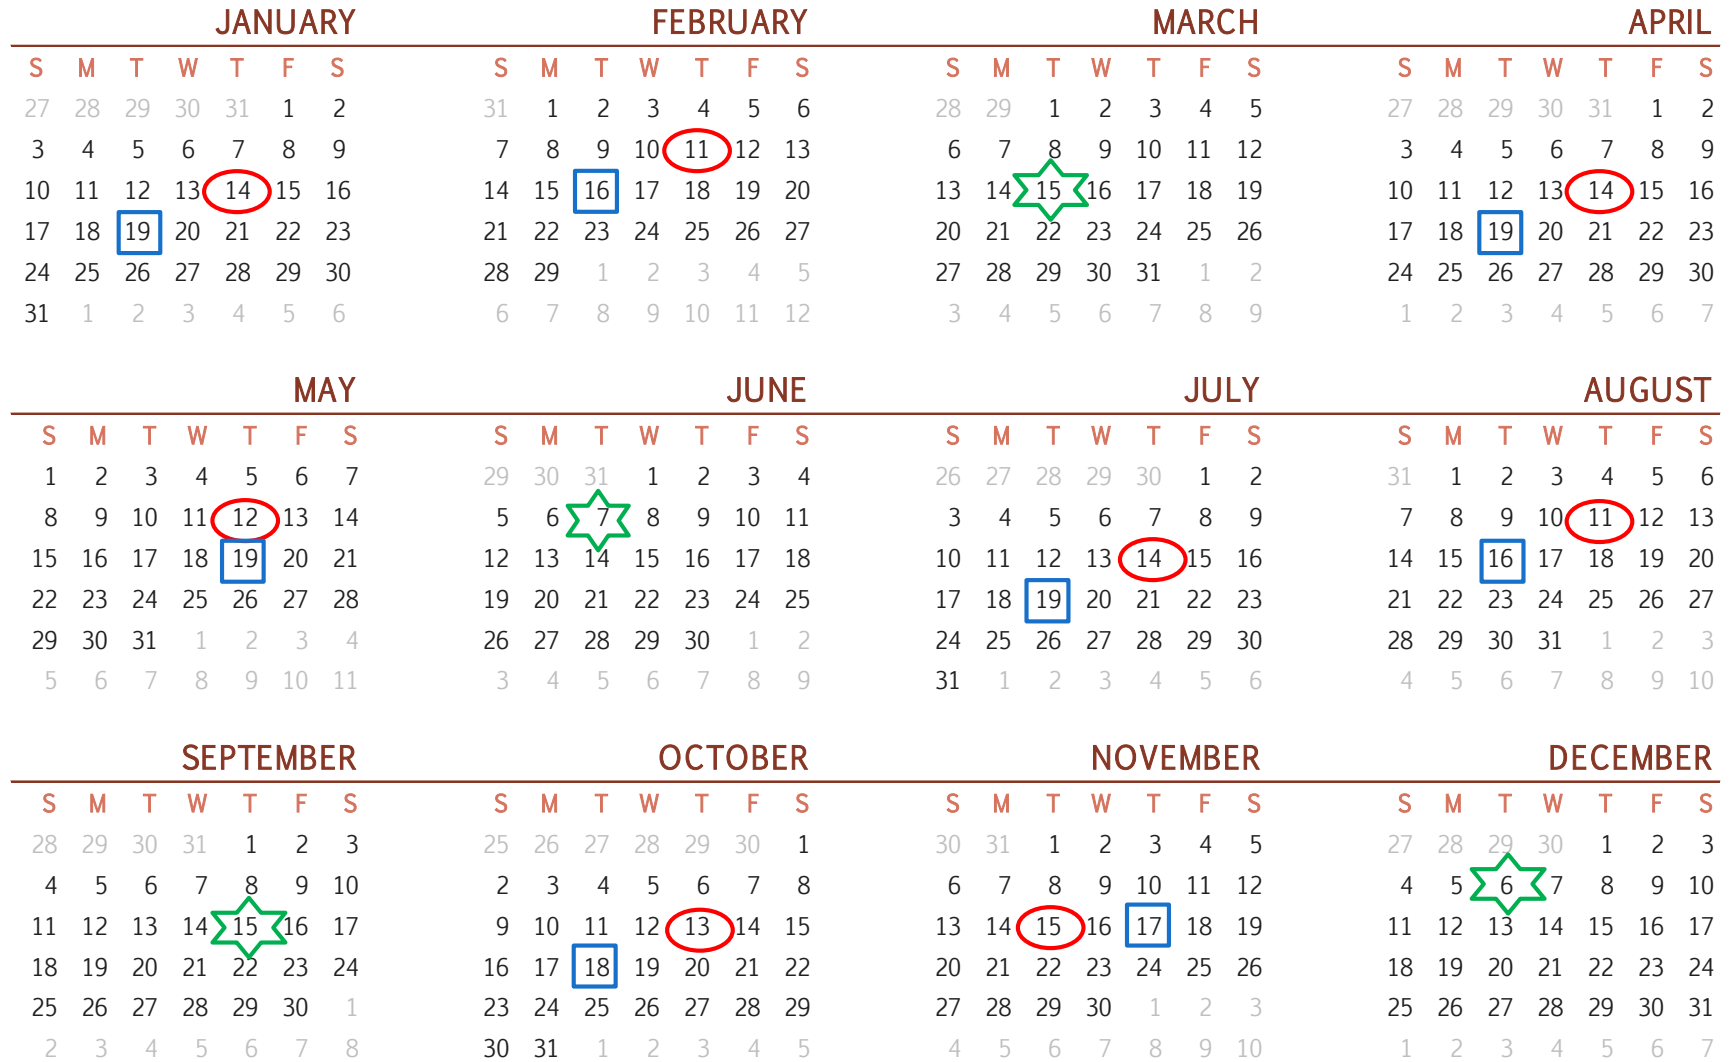 JANUARY FEBRUARY MARCH APRIL
S M T W T F S S M T W T F S S M T W T F S S M T W T F S
27 28 29 30 31 1 2 31 1 2 3 4 5 6 28 29 1 2 3 4 5 27 28 29 30 31 1 2
3 4 5 6 7 8 9 7 8 9 10 11 12 13 6 7 8 9 10 11 12 3 4 5 6 7 8 9
10 11 12 13 14 15 16 14 15 16 17 18 19 20 13 14 15 16 17 18 19 10 11 12 13 14 15 16
17 18 19 20 21 22 23 21 22 23 24 25 26 27 20 21 22 23 24 25 26 17 18 19 20 21 22 23
24 25 26 27 28 29 30 28 29 1 2 3 4 5 27 28 29 30 31 1 2 24 25 26 27 28 29 30
31 1 2 3 4 5 6 6 7 8 9 10 11 12 3 4 5 6 7 8 9 1 2 3 4 5 6 7
MAY JUNE JULY AUGUST
S M T W T F S S M T W T F S S M T W T F S S M T W T F S
1 2 3 4 5 6 7 29 30 31 1 2 3 4 26 27 28 29 30 1 2 31 1 2 3 4 5 6
8 9 10 11 12 13 14 5 6 7 8 9 10 11 3 4 5 6 7 8 9 7 8 9 10 11 12 13
15 16 17 18 19 20 21 12 13 14 15 16 17 18 10 11 12 13 14 15 16 14 15 16 17 18 19 20
22 23 24 25 26 27 28 19 20 21 22 23 24 25 17 18 19 20 21 22 23 21 22 23 24 25 26 27
29 30 31 1 2 3 4 26 27 28 29 30 1 2 24 25 26 27 28 29 30 28 29 30 31 1 2 3
5 6 7 8 9 10 11 3 4 5 6 7 8 9 31 1 2 3 4 5 6 4 5 6 7 8 9 10
SEPTEMBER OCTOBER NOVEMBER DECEMBER
S M T W T F S S M T W T F S S M T W T F S S M T W T F S
28 29 30 31 1 2 3 25 26 27 28 29 30 1 30 31 1 2 3 4 5 27 28 29 30 1 2 3
4 5 6 7 8 9 10 2 3 4 5 6 7 8 6 7 8 9 10 11 12 4 5 6 7 8 9 10
11 12 13 14 15 16 17 9 10 11 12 13 14 15 13 14 15 16 17 18 19 11 12 13 14 15 16 17
18 19 20 21 22 23 24 16 17 18 19 20 21 22 20 21 22 23 24 25 26 18 19 20 21 22 23 24
25 26 27 28 29 30 1 23 24 25 26 27 28 29 27 28 29 30 1 2 3 25 26 27 28 29 30 31
2 3 4 5 6 7 8 30 31 1 2 3 4 5 4 5 6 7 8 9 10 1 2 3 4 5 6 7